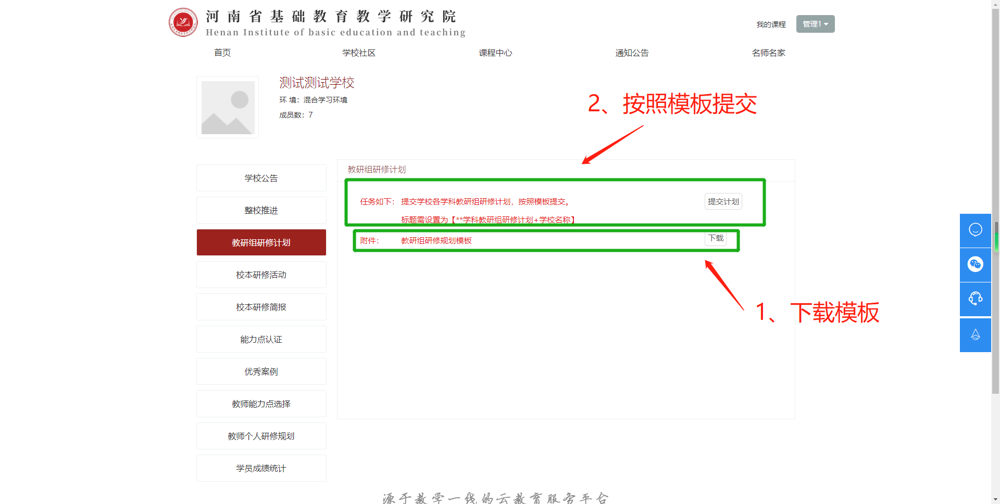 河南省基础教育教学研究院
Henan Institute of basic education and teaching
我的课程
管理1
首页
学校社区
课程中心
通知公告
名师名家
测试测试学校
环 境：混合学习环境
成员数：7
2、按照模板提交
学校公告
整校推进
教研组研修计划
校本研修活动
校本研修简报
能力点认证
优秀案例
教师能力点选择
教师个人研修规划
学员成绩统计
教研组研修计划
任务如下： 提交学校各学科教研组研修计划，按照模板提交。
提交计划
标题需设置为【**学科教研组研修计划+学校名称】
附件： 教研组研修规划模板
下载
1、下载模板
TOP
源于教学一线的云教育服务平台